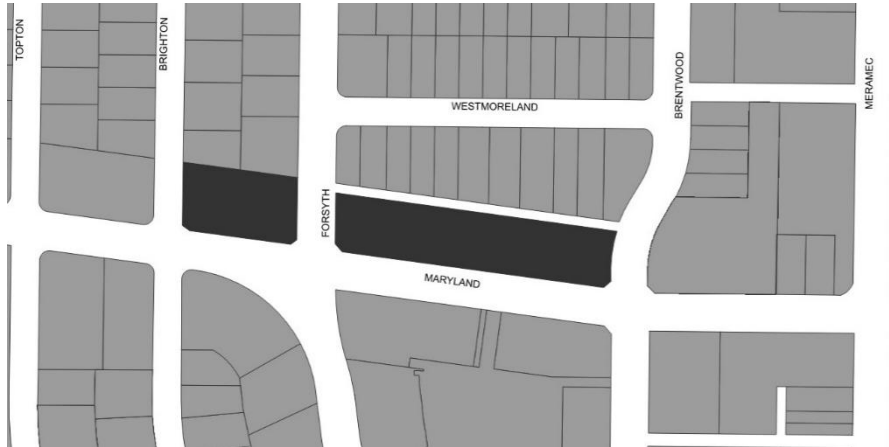 TOPTON
BRIGHTON
FORSYTH
WESTMORELAND
BRENTWOOD
MERAMEC
MARYLAND